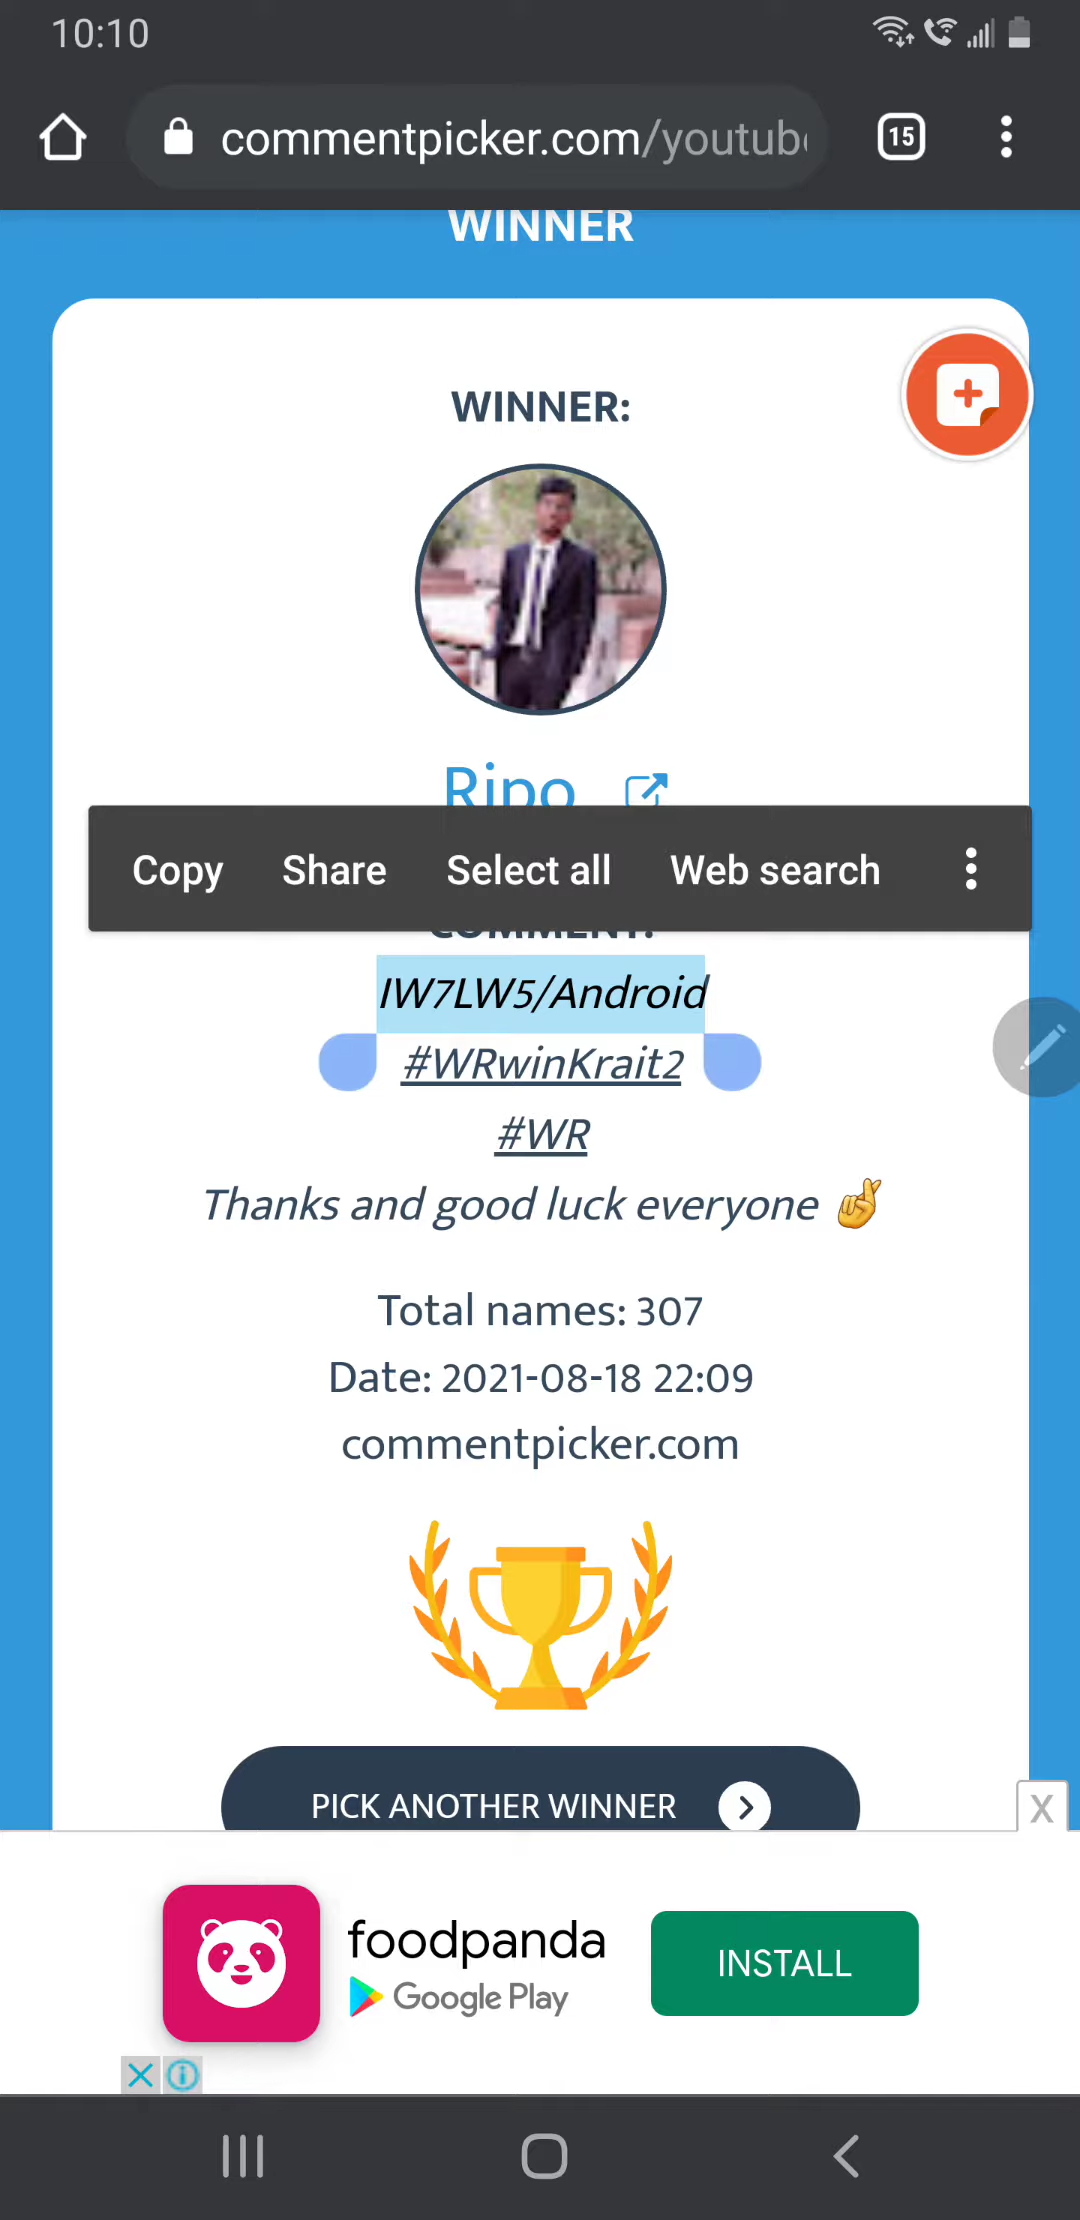 10:10
commentpicker.com/youtub
15
WINNER
WINNER:
Ripo
Copy Share Select all Web search
COMMENT:
IW7LW5/Android
#WRwinKrait2
#WR
Thanks and good luck everyone 🤞
Total names: 307
Date: 2021-08-18 22:09
commentpicker.com
PICK ANOTHER WINNER
X
foodpanda
Google Play
INSTALL